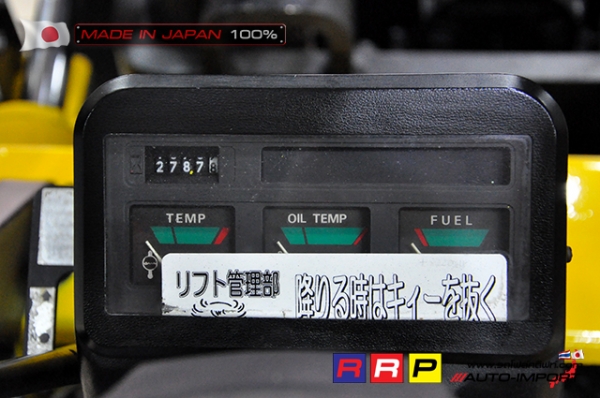 MADE IN JAPAN 100%
2787
TEMP
OIL TEMP
FUEL
リフト管理部
降りる時はキィーを抜く
RRP
AUTO-IMPORT